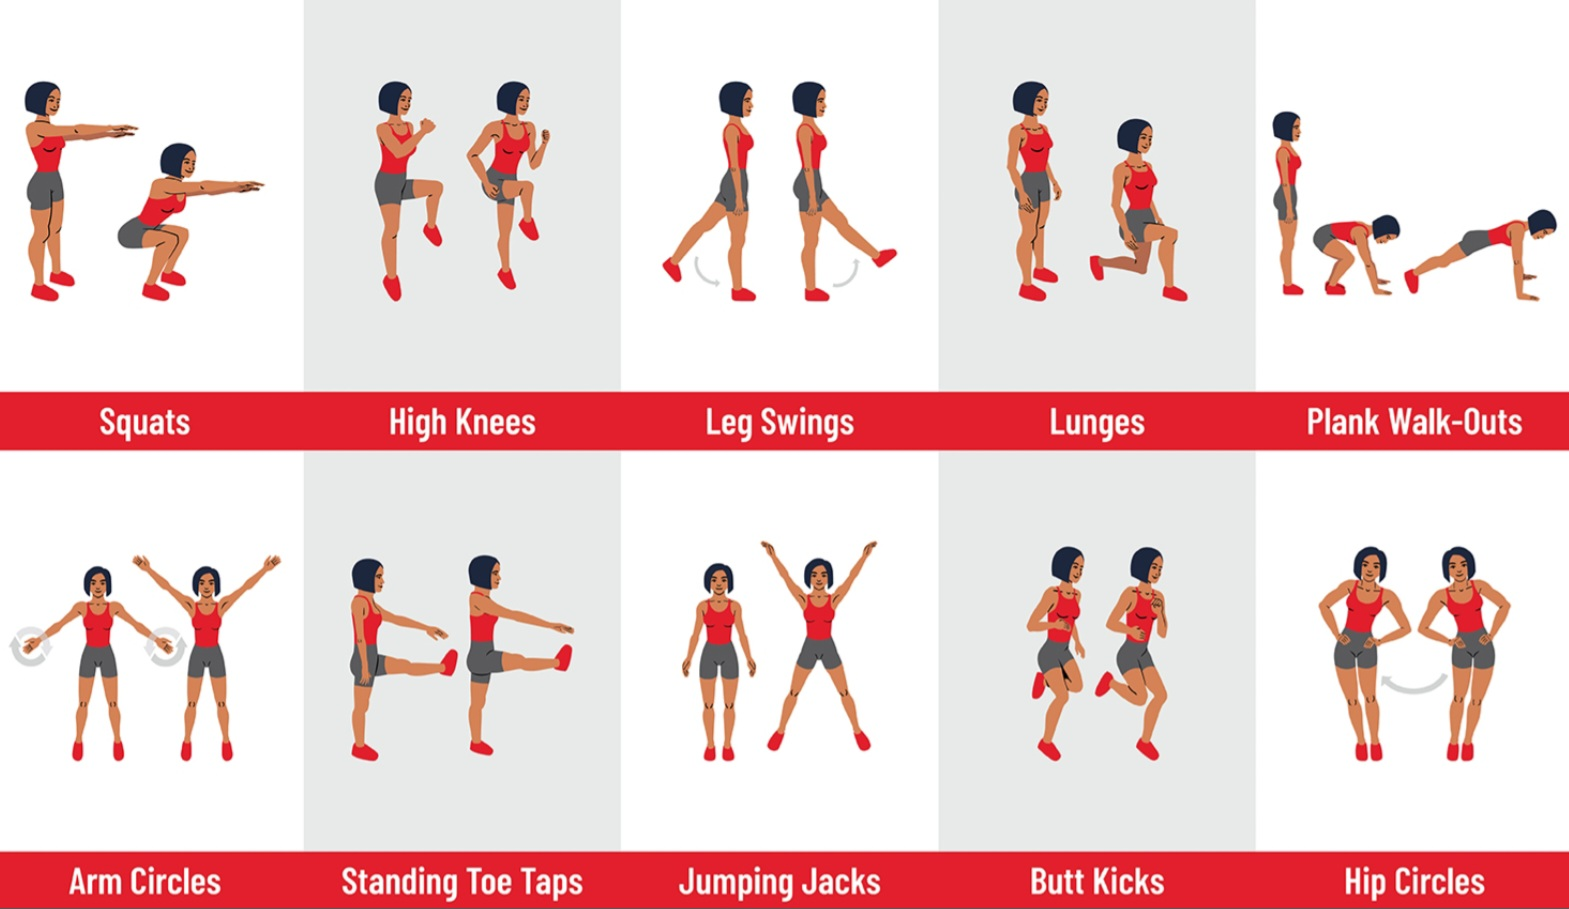 Squats
High Knees
Leg Swings
Lunges
Plank Walk-Outs
Arm Circles
Standing Toe Taps
Jumping Jacks
Butt Kicks
Hip Circles